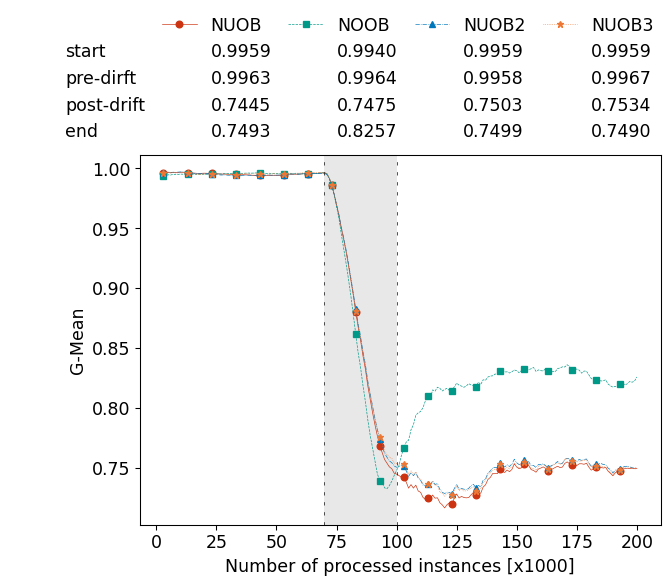 NUOB NOOB NUOB2 NUOB3
start 0.9959 0.9940 0.9959 0.9959
pre-dirft 0.9963 0.9964 0.9958 0.9967
post-drift 0.7445 0.7475 0.7503 0.7534
end 0.7493 0.8257 0.7499 0.7490
1.00
0.95
0.90
0.85
0.80
0.75
G-Mean
0 25 50 75 100 125 150 175 200
Number of processed instances [x1000]